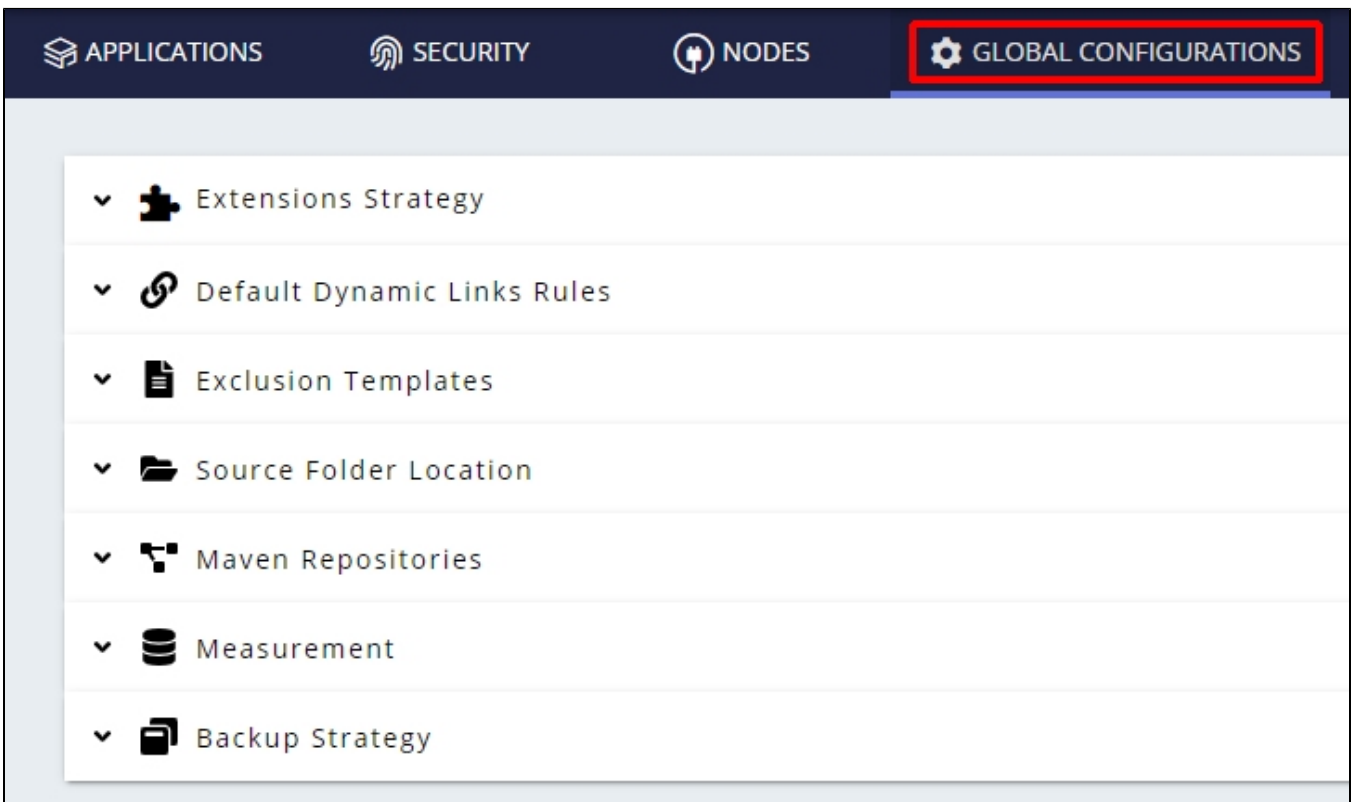 APPLICATIONS SECURITY NODES GLOBAL CONFIGURATIONS
Extensions Strategy
Default Dynamic Links Rules
Exclusion Templates
Source Folder Location
Maven Repositories
Measurement
Backup Strategy